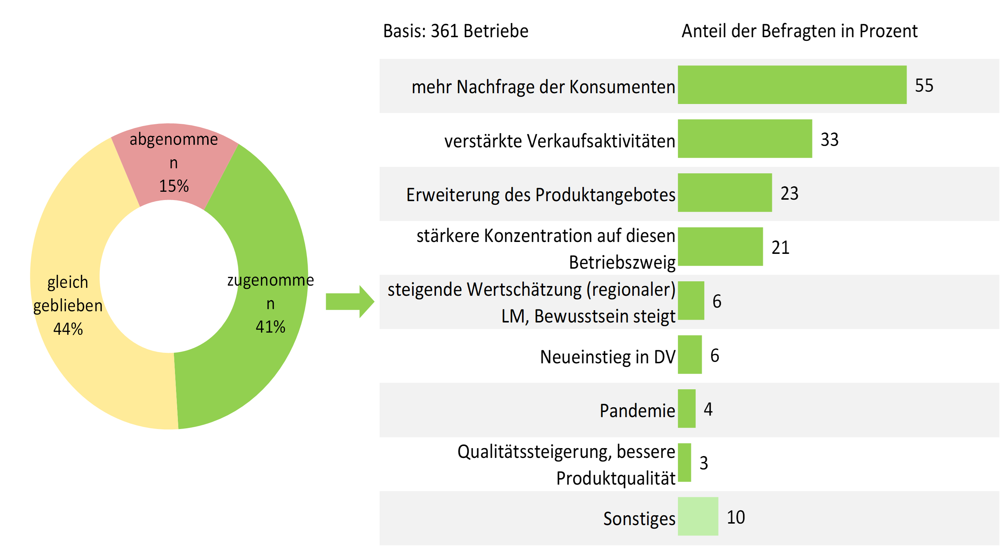 abgenomme
n
15%
gleich
geblieben
44%
zugenomme
n
41%
Basis: 361 Betriebe
Anteil der Befragten in Prozent
mehr Nachfrage der Konsumenten 55
verstärkte Verkaufsaktivitäten 33
Erweiterung des Produktangebotes 23
stärkere Konzentration auf diesen
Betriebszweig 21
steigende Wertschätzung (regionaler)
LM, Bewusstsein steigt 6
Neueinstieg in DV 6
Pandemie 4
Qualitätssteigerung, bessere
Produktqualität 3
Sonstiges 10